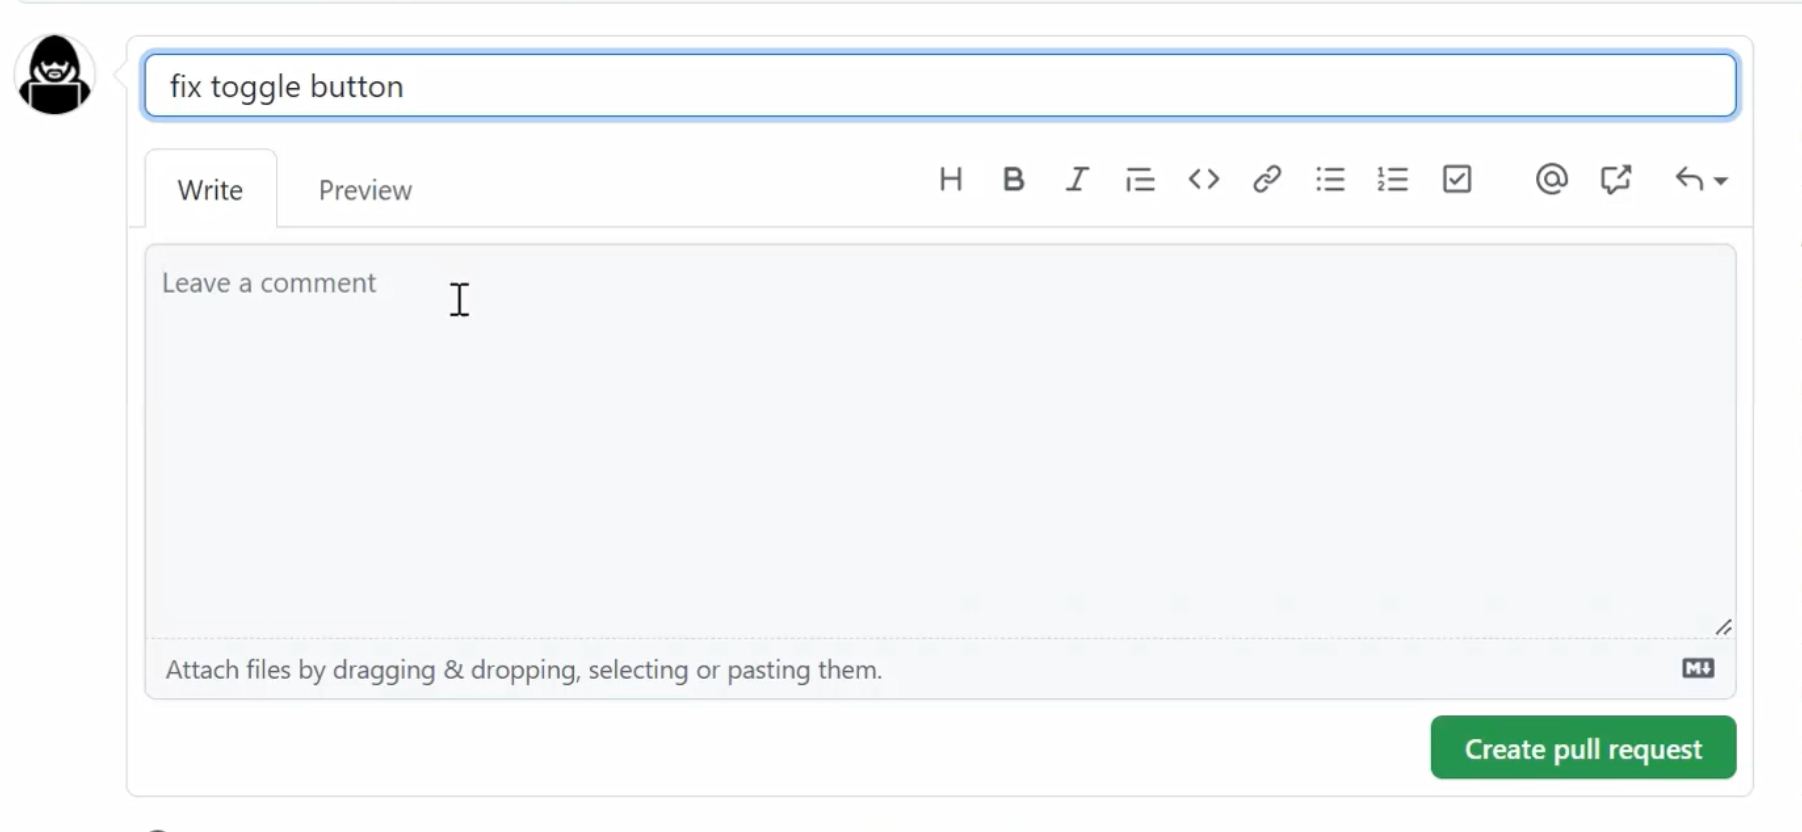 fix toggle button
Write
Preview
Leave a comment
Attach files by dragging & dropping, selecting or pasting them.
Create pull request